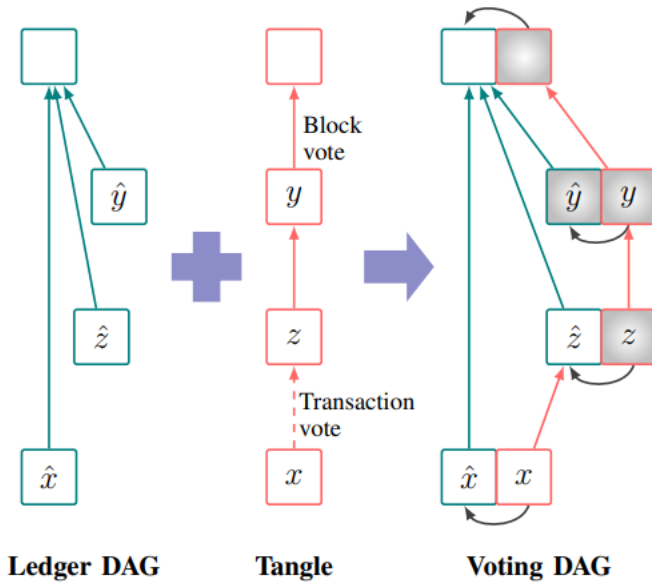 Block
vote
ŷ
y
ŷ
y
ẑ
z
ẑ
z
Transaction
vote
x̂
x
x̂
x
Ledger DAG
Tangle
Voting DAG